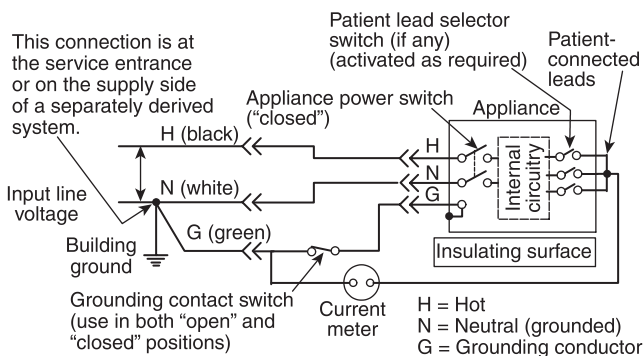 Patient lead selector
switch (if any)
(activated as required)
Patient-
connected
leads
This connection is at
the service entrance
or on the supply side
of a separately derived
system.
Appliance power switch
(“closed”)
Appliance
H (black)
H
N
G
Internal
circuitry
Input line
voltage
N (white)
G (green)
Building
ground
Insulating surface
Grounding contact switch
(use in both “open” and
“closed” positions)
Current
meter
H = Hot
N = Neutral (grounded)
G = Grounding conductor